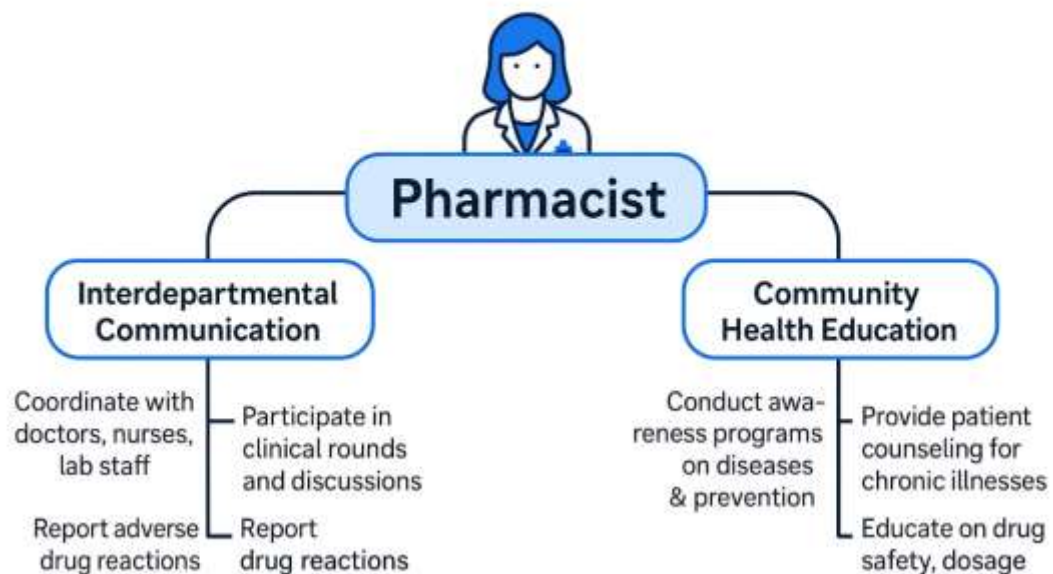 Pharmacist
Interdepartmental
Communication
Coordinate with
doctors, nurses,
lab staff
Participate in
clinical rounds
and discussions
Report adverse
drug reactions
Report
drug reactions
Community
Health Education
Conduct awa-
reness programs
on diseases
& prevention
Provide patient
counseling for
chronic illnesses
Educate on drug
safety, dosage